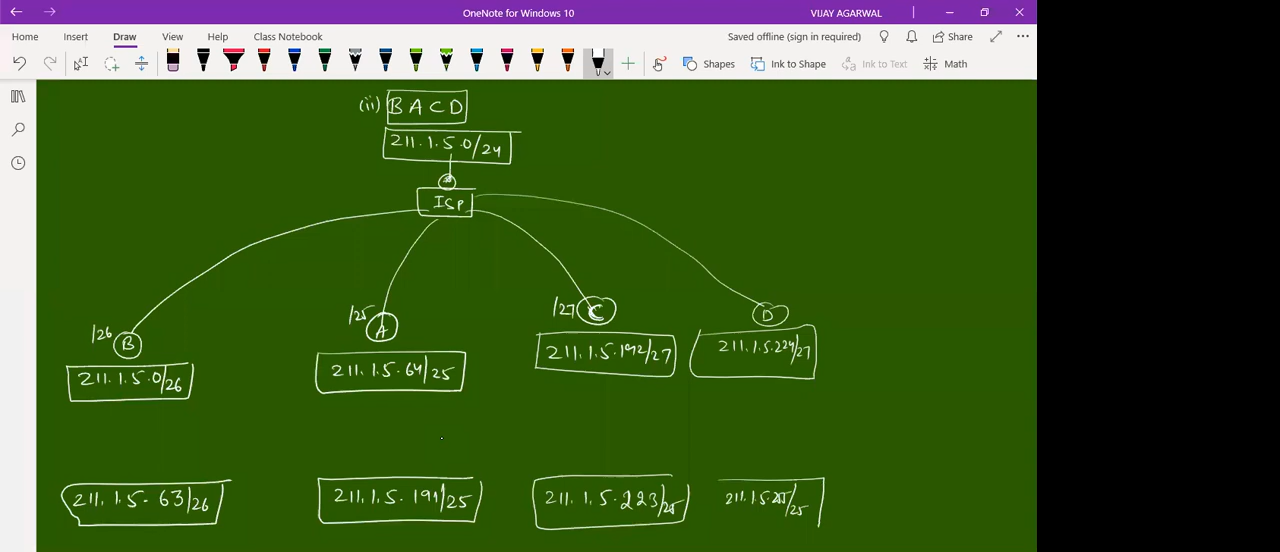 OneNote for Windows 10
VIJAY AGARWAL
Home Insert Draw View Help Class Notebook
Saved offline (sign in required)
Share
Shapes
Ink to Shape
Ink to Text
Math
(ii) B A C D
211.1.5.0/24
ISP
/26 B
/25 A
/27 C
D
211.1.5.0/26
211.1.5.64/25
211.1.5.192/27
211.1.5.224/27
211.1.5.63/26
211.1.5.191/25
211.1.5.223/25